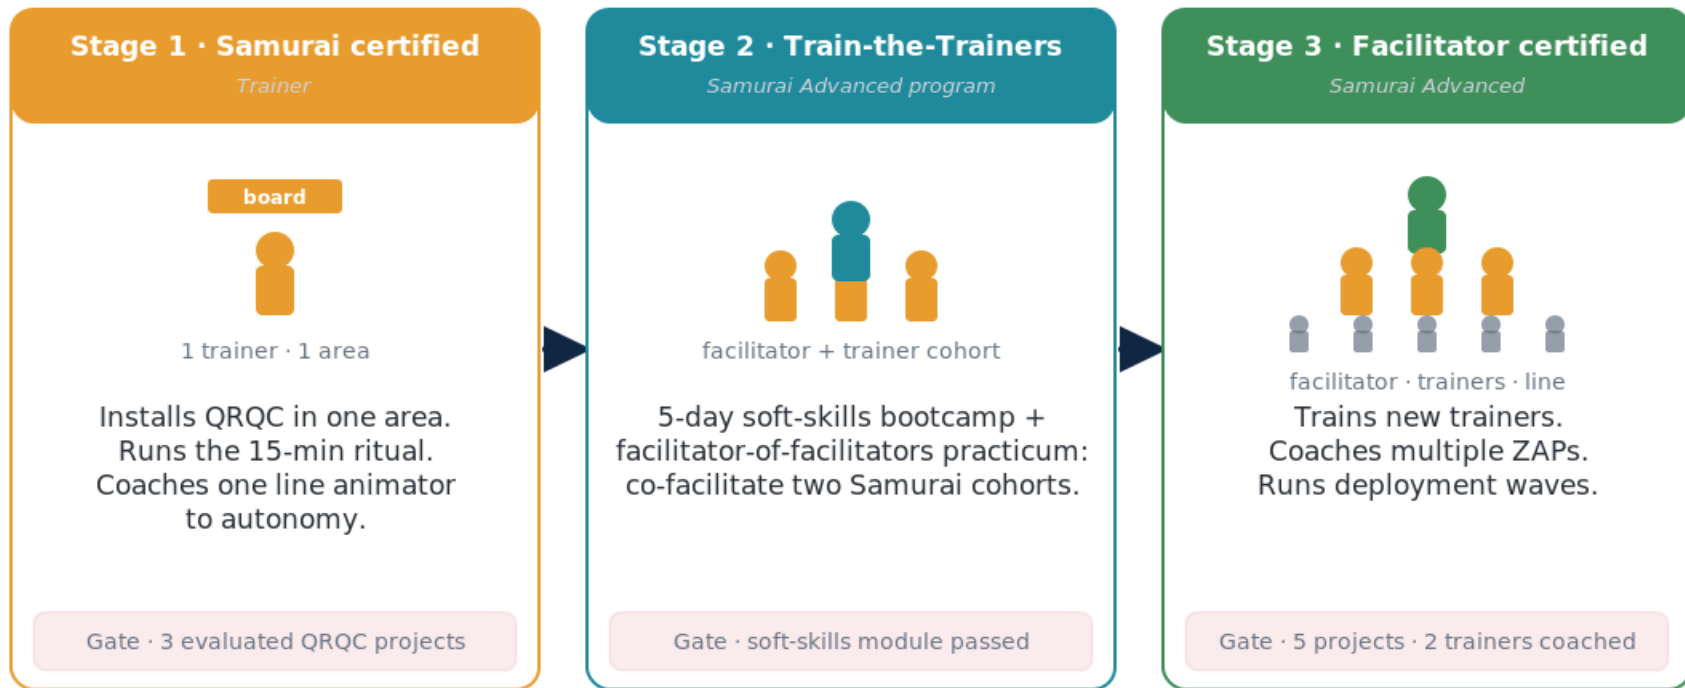 Stage 1 · Samurai certified
Trainer
board
1 trainer · 1 area
Installs QRQC in one area.
Runs the 15-min ritual.
Coaches one line animator
to autonomy.
Gate · 3 evaluated QRQC projects
Stage 2 · Train-the-Trainers
Samurai Advanced program
facilitator + trainer cohort
5-day soft-skills bootcamp +
facilitator-of-facilitators practicum:
co-facilitate two Samurai cohorts.
Gate · soft-skills module passed
Stage 3 · Facilitator certified
Samurai Advanced
facilitator · trainers · line
Trains new trainers.
Coaches multiple ZAPs.
Runs deployment waves.
Gate · 5 projects · 2 trainers coached